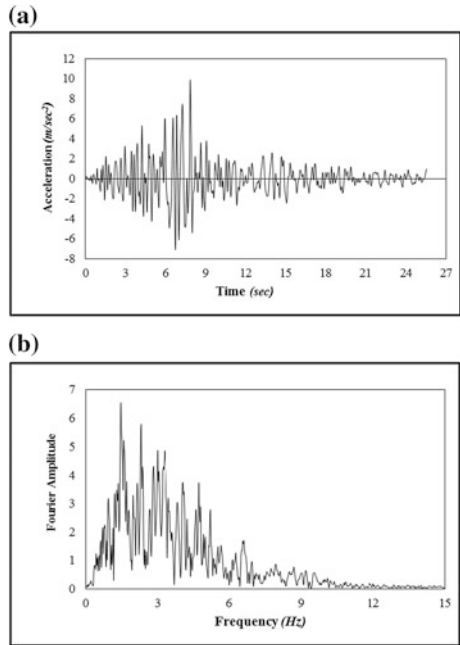 (a)
12
10
8
6
4
2
0
-2
-4
-6
-8
Acceleration (m/sec²)
0 3 6 9 12 15 18 21 24 27
Time (sec)
(b)
7
6
5
4
3
2
1
0
Fourier Amplitude
0 3 6 9 12 15
Frequency (Hz)